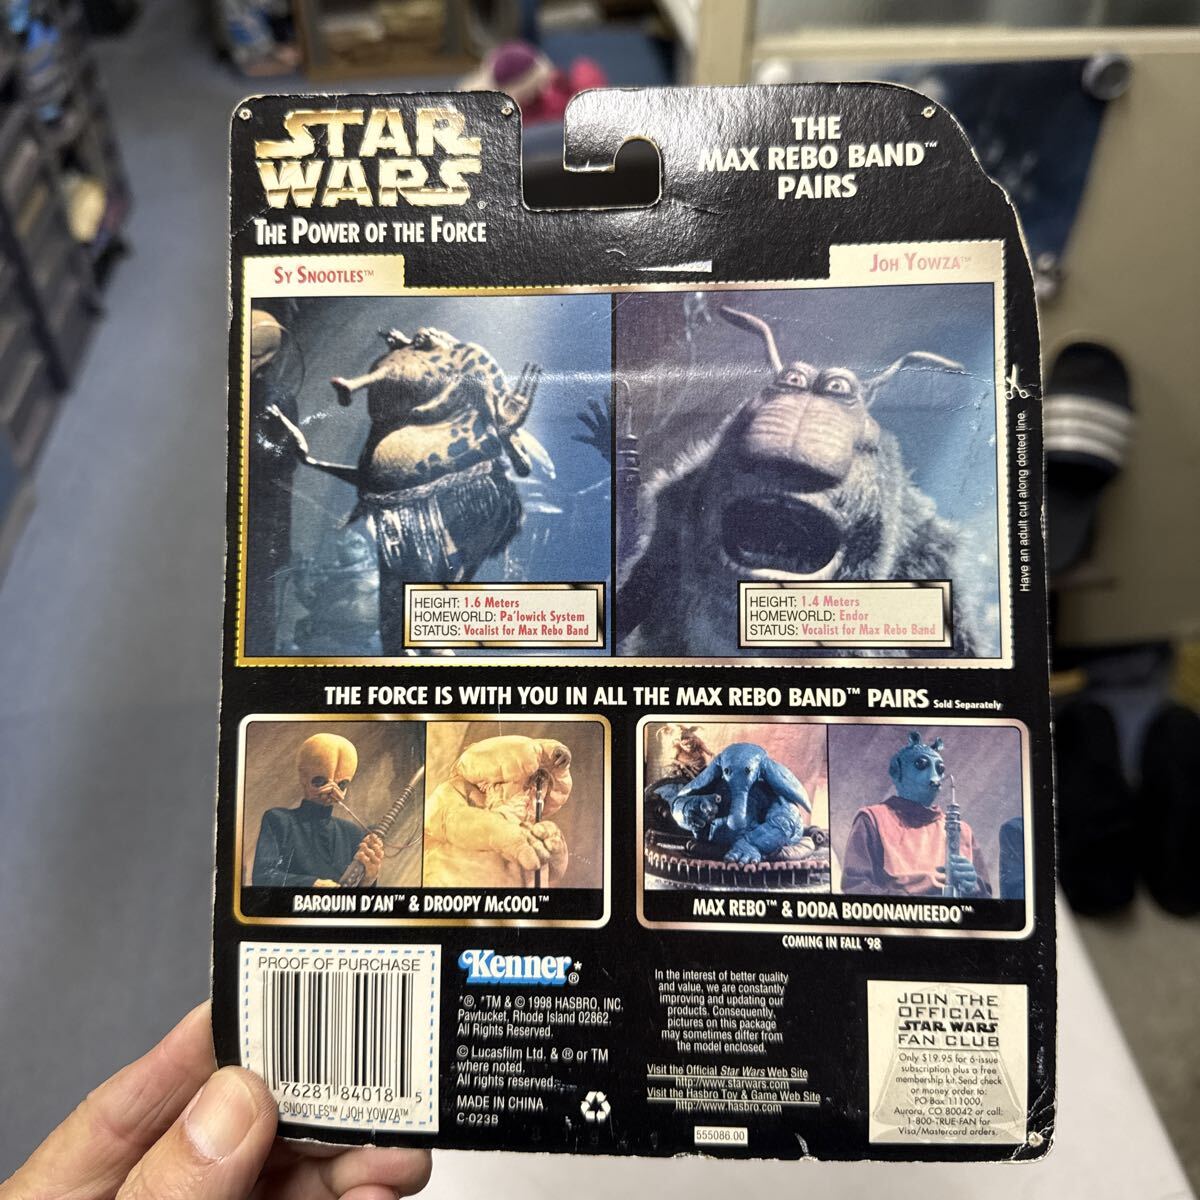 STAR
WARS®
THE POWER OF THE FORCE
THE
MAX REBO BAND™
PAIRS
SY SNOOTLES™
JOH YOWZA™
HEIGHT: 1.6 Meters
HOMEWORLD: Pa'lowick System
STATUS: Vocalist for Max Rebo Band
HEIGHT: 1.4 Meters
HOMEWORLD: Endor
STATUS: Vocalist for Max Rebo Band
Have an adult cut along dotted line.
THE FORCE IS WITH YOU IN ALL THE MAX REBO BAND™ PAIRS Sold Separately
BARQUIN D'AN™ & DROOPY McCOOL™
MAX REBO™ & DODA BODONAWIEEDO™
COMING IN FALL '98
PROOF OF PURCHASE
76281 84018 5
SNOOTLES™ / JOH YOWZA™
Kenner®*
*®, *TM & © 1998 HASBRO, INC.
Pawtucket, Rhode Island 02862.
All Rights Reserved.
© Lucasfilm Ltd. & ® or TM
where noted.
All rights reserved.
MADE IN CHINA
C-023B
In the interest of better quality
and value, we are constantly
improving and updating our
products. Consequently,
pictures on this package
may sometimes differ from
the model enclosed.
Visit the Official Star Wars Web Site
http://www.starwars.com
Visit the Hasbro Toy & Game Web Site
http://www.hasbro.com
555086.00
JOIN THE
OFFICIAL
STAR WARS
FAN CLUB
Only $19.95 for 6-issue
subscription plus a free
membership kit. Send check
or money order to:
PO Box 111000,
Aurora, CO 80042 or call:
1-800-TRUE-FAN for
Visa/Mastercard orders.